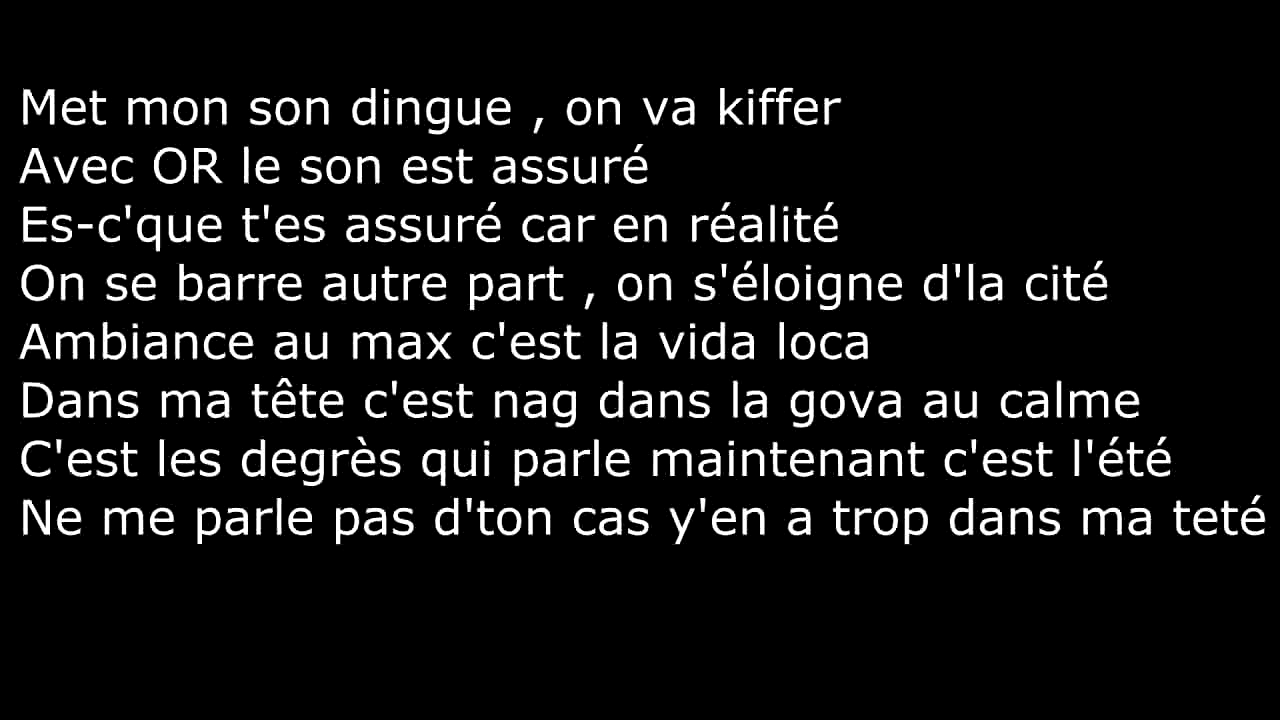 Met mon son dingue , on va kiffer
Avec OR le son est assuré
Es-c'que t'es assuré car en réalité
On se barre autre part , on s'éloigne d'la cité
Ambiance au max c'est la vida loca
Dans ma tête c'est nag dans la gova au calme
C'est les degrès qui parle maintenant c'est l'été
Ne me parle pas d'ton cas y'en a trop dans ma teté